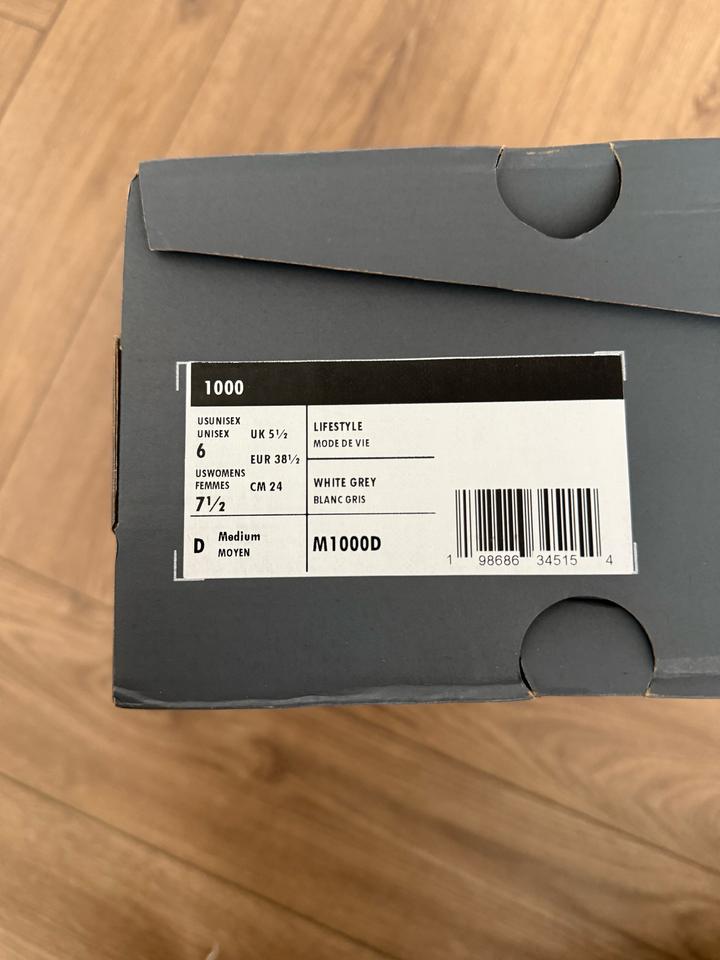 1000
USUNISEX
UNISEX
6
USWOMENS
FEMMES
7½
UK 5½
EUR 38½
CM 24
LIFESTYLE
MODE DE VIE
WHITE GREY
BLANC GRIS
D Medium
MOYEN
M1000D
1 98686 34515 4